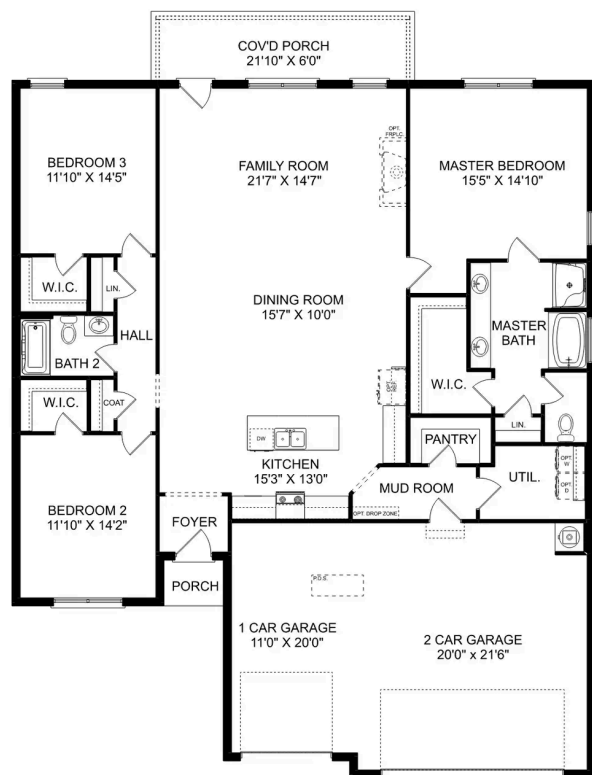 COV'D PORCH
21'10" X 6'0"
BEDROOM 3
11'10" X 14'5"
FAMILY ROOM
21'7" X 14'7"
OPT.
FRPLC.
MASTER BEDROOM
15'5" X 14'10"
W.I.C.
LIN.
HALL
DINING ROOM
15'7" X 10'0"
MASTER
BATH
BATH 2
W.I.C.
COAT
W.I.C.
OPT.
REF.
LIN.
DW
PANTRY
KITCHEN
15'3" X 13'0"
MUD ROOM
UTIL.
OPT.
W
OPT.
D
BEDROOM 2
11'10" X 14'2"
FOYER
OPT DROP ZONE
PORCH
P.D.S.
1 CAR GARAGE
11'0" X 20'0"
2 CAR GARAGE
20'0" x 21'6"